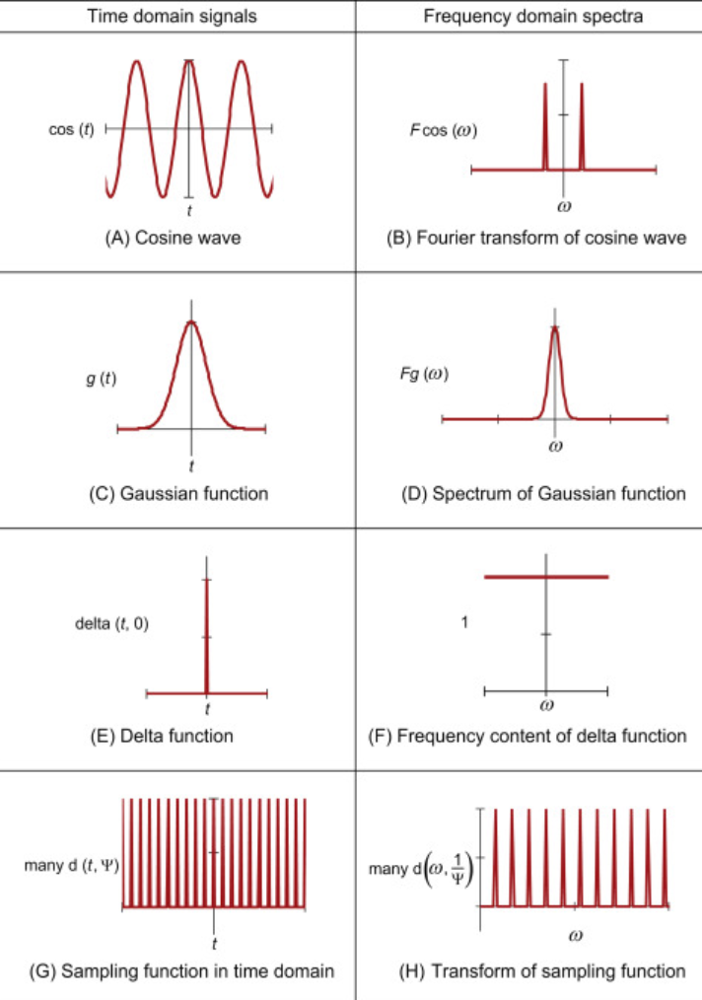 Time domain signals
Frequency domain spectra
cos (t)
t
(A) Cosine wave
F cos (ω)
ω
(B) Fourier transform of cosine wave
g (t)
t
(C) Gaussian function
Fg (ω)
ω
(D) Spectrum of Gaussian function
delta (t, 0)
t
(E) Delta function
1
ω
(F) Frequency content of delta function
many d (t, Ψ)
t
(G) Sampling function in time domain
many d(ω, 1/Ψ)
ω
(H) Transform of sampling function